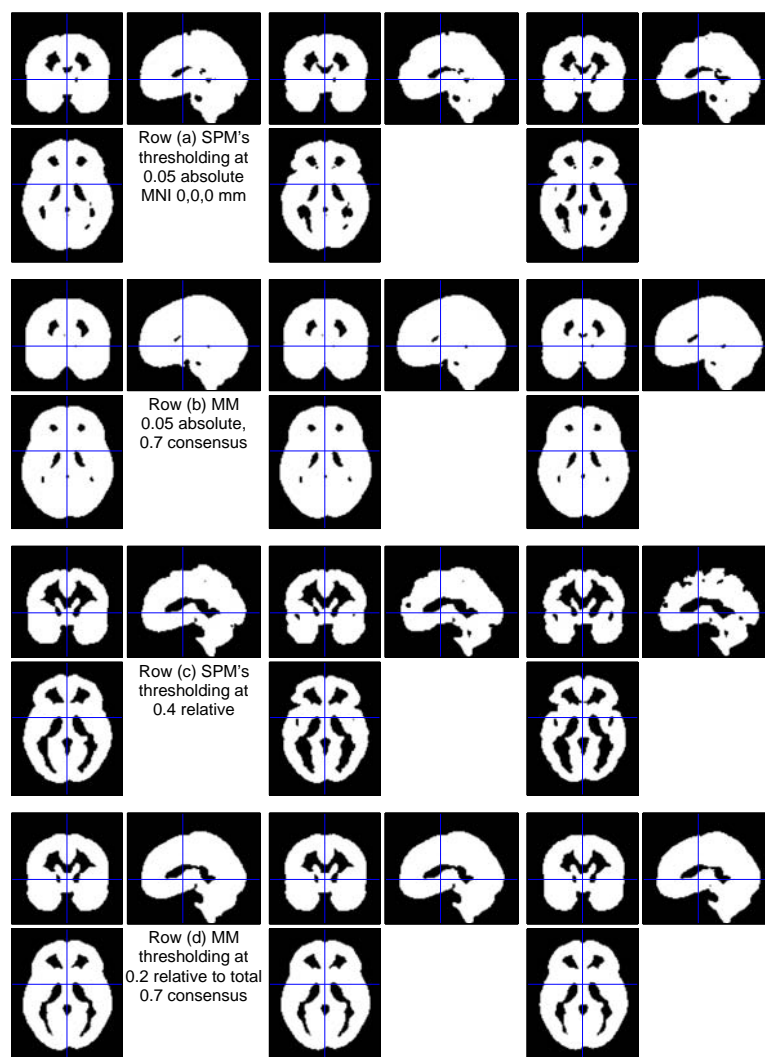 Row (a) SPM's
thresholding at
0.05 absolute
MNI 0,0,0 mm
Row (b) MM
0.05 absolute,
0.7 consensus
Row (c) SPM's
thresholding at
0.4 relative
Row (d) MM
thresholding at
0.2 relative to total
0.7 consensus